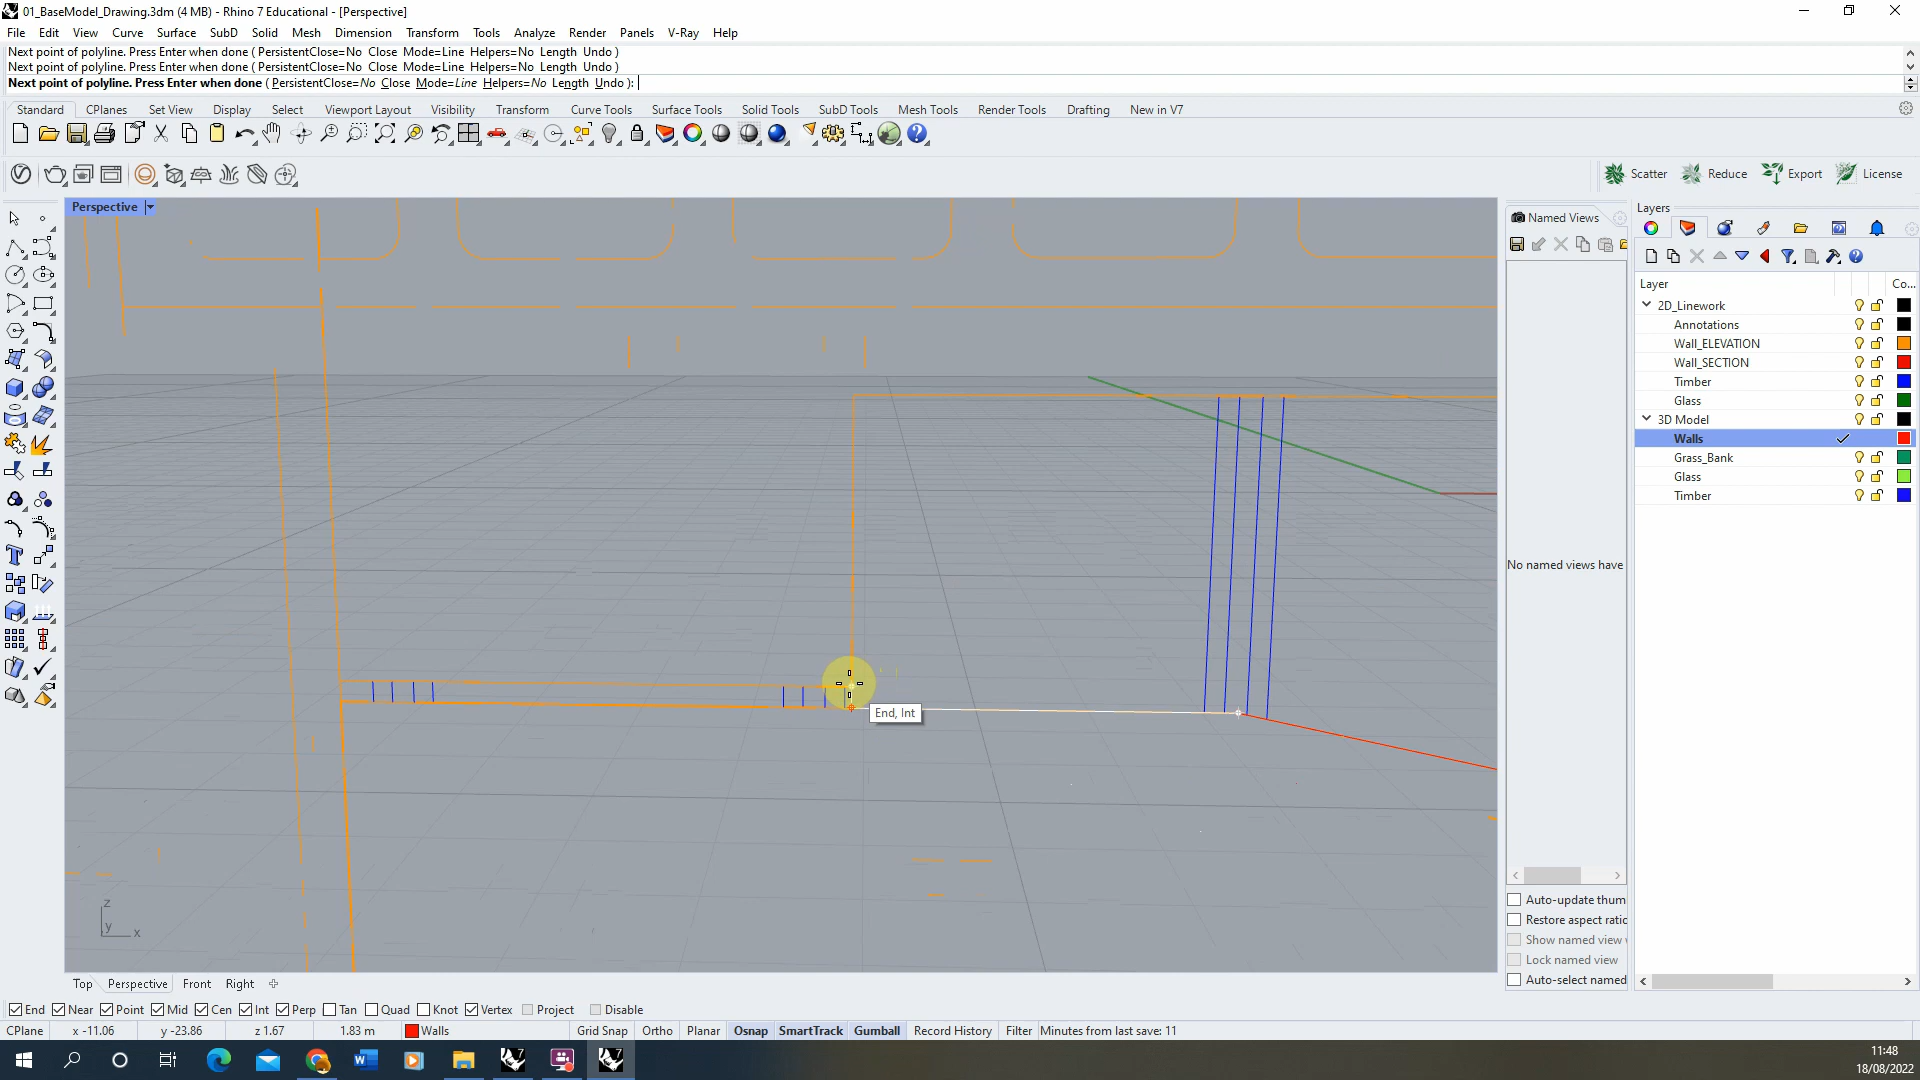 01_BaseModel_Drawing.3dm (4 MB) - Rhino 7 Educational - [Perspective]
File Edit View Curve Surface SubD Solid Mesh Dimension Transform Tools Analyze Render Panels V-Ray Help
Next point of polyline. Press Enter when done ( PersistentClose=No Close Mode=Line Helpers=No Length Undo )
Next point of polyline. Press Enter when done ( PersistentClose=No Close Mode=Line Helpers=No Length Undo )
Next point of polyline. Press Enter when done ( PersistentClose=No Close Mode=Line Helpers=No Length Undo ):
Standard CPlanes Set View Display Select Viewport Layout Visibility Transform Curve Tools Surface Tools Solid Tools SubD Tools Mesh Tools Render Tools Drafting New in V7
Scatter Reduce Export License
Perspective
Named Views
Layers
Layer Co...
2D_Linework
Annotations
Wall_ELEVATION
Wall_SECTION
Timber
Glass
3D Model
Walls
Grass_Bank
Glass
Timber
No named views have
End, Int
z
y
x
Auto-update thum
Restore aspect ratio
Show named view
Lock named view
Auto-select named
Top Perspective Front Right
End Near Point Mid Cen Int Perp Tan Quad Knot Vertex Project Disable
CPlane x -11.06 y -23.86 z 1.67 1.83 m Walls Grid Snap Ortho Planar Osnap SmartTrack Gumball Record History Filter Minutes from last save: 11
11:48
18/08/2022